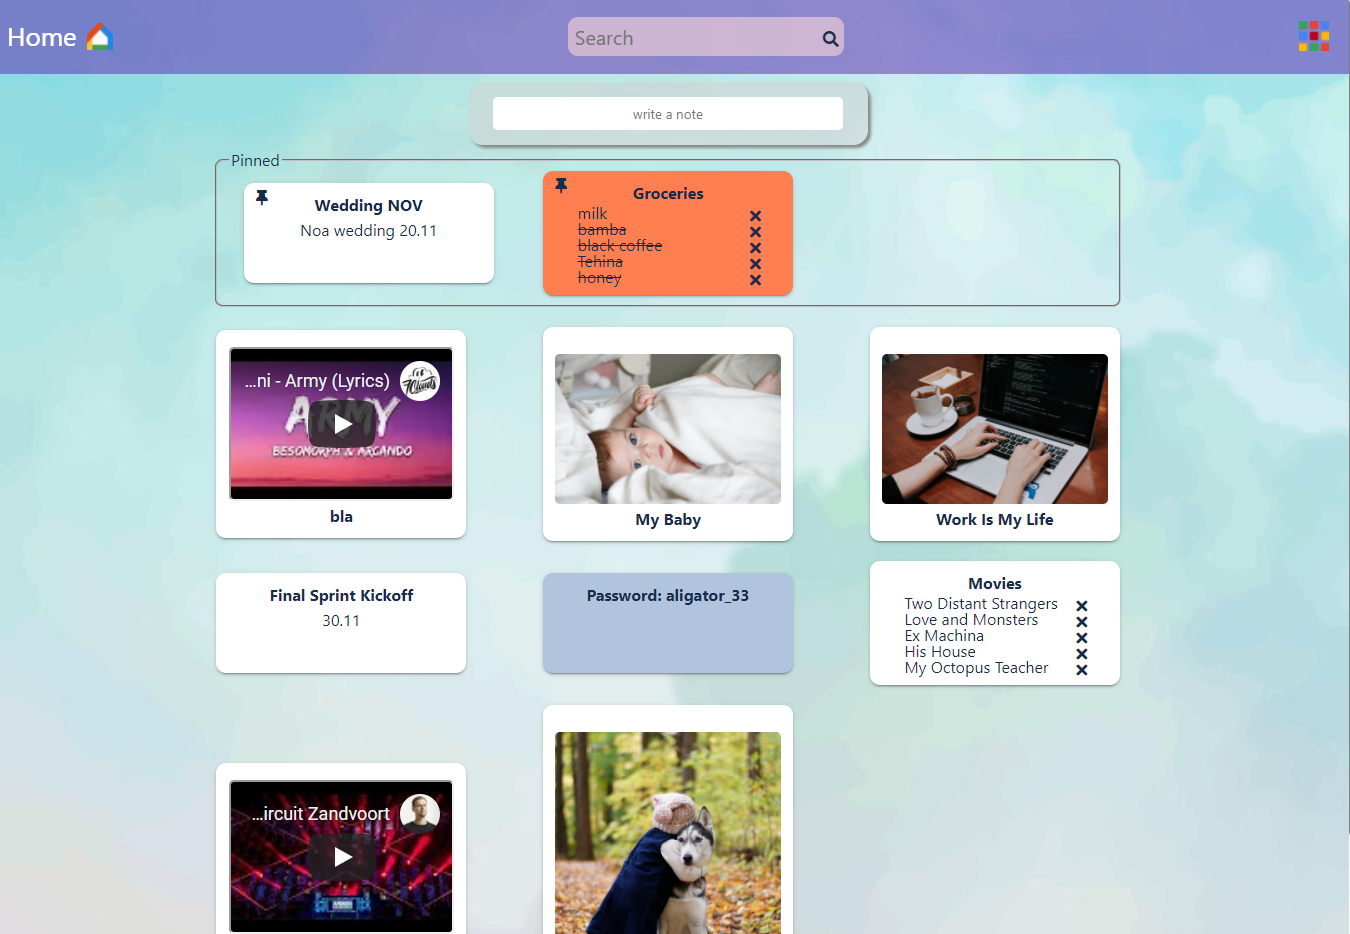 Home
Search
write a note
Pinned
Wedding NOV
Noa wedding 20.11
Groceries
milk
bamba
black coffee
Tehina
honey
...ni - Army (Lyrics)
7Clouds
ARMY
BESOMORPH & ARCANDO
bla
My Baby
Work Is My Life
Final Sprint Kickoff
30.11
Password: aligator_33
Movies
Two Distant Strangers
Love and Monsters
Ex Machina
His House
My Octopus Teacher
...ircuit Zandvoort